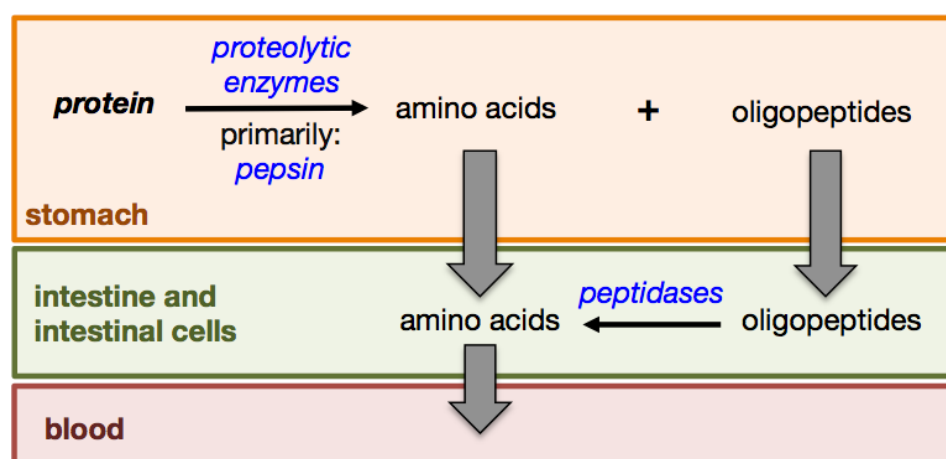 proteolytic
enzymes
protein
amino acids + oligopeptides
primarily:
pepsin
stomach
intestine and
intestinal cells
peptidases
amino acids
oligopeptides
blood